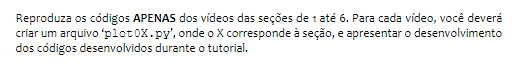 Reproduza os códigos APENAS dos vídeos das seções de 1 até 6. Para cada vídeo, você deverá
criar um arquivo ‘plot0X.py’, onde o X corresponde à seção, e apresentar o desenvolvimento
dos códigos desenvolvidos durante o tutorial.